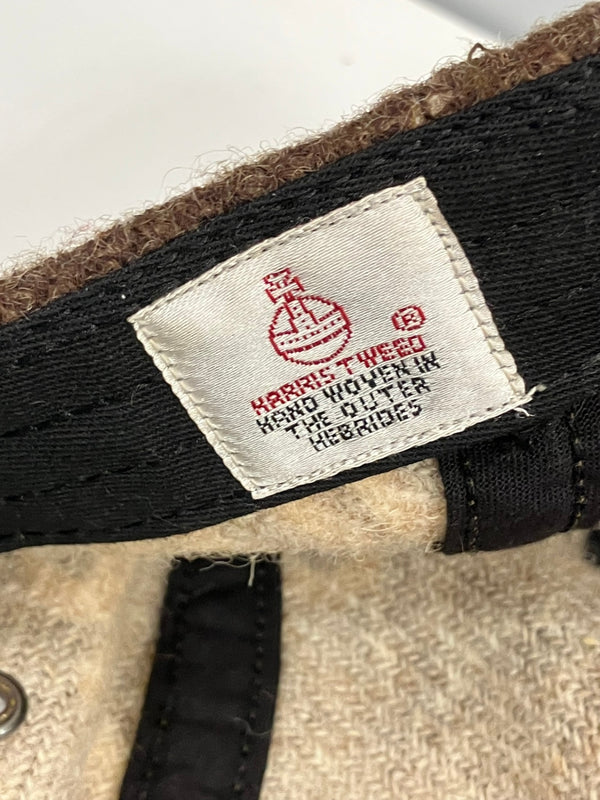 ®
HARRIS TWEED
HAND WOVEN IN
THE OUTER
HEBRIDES